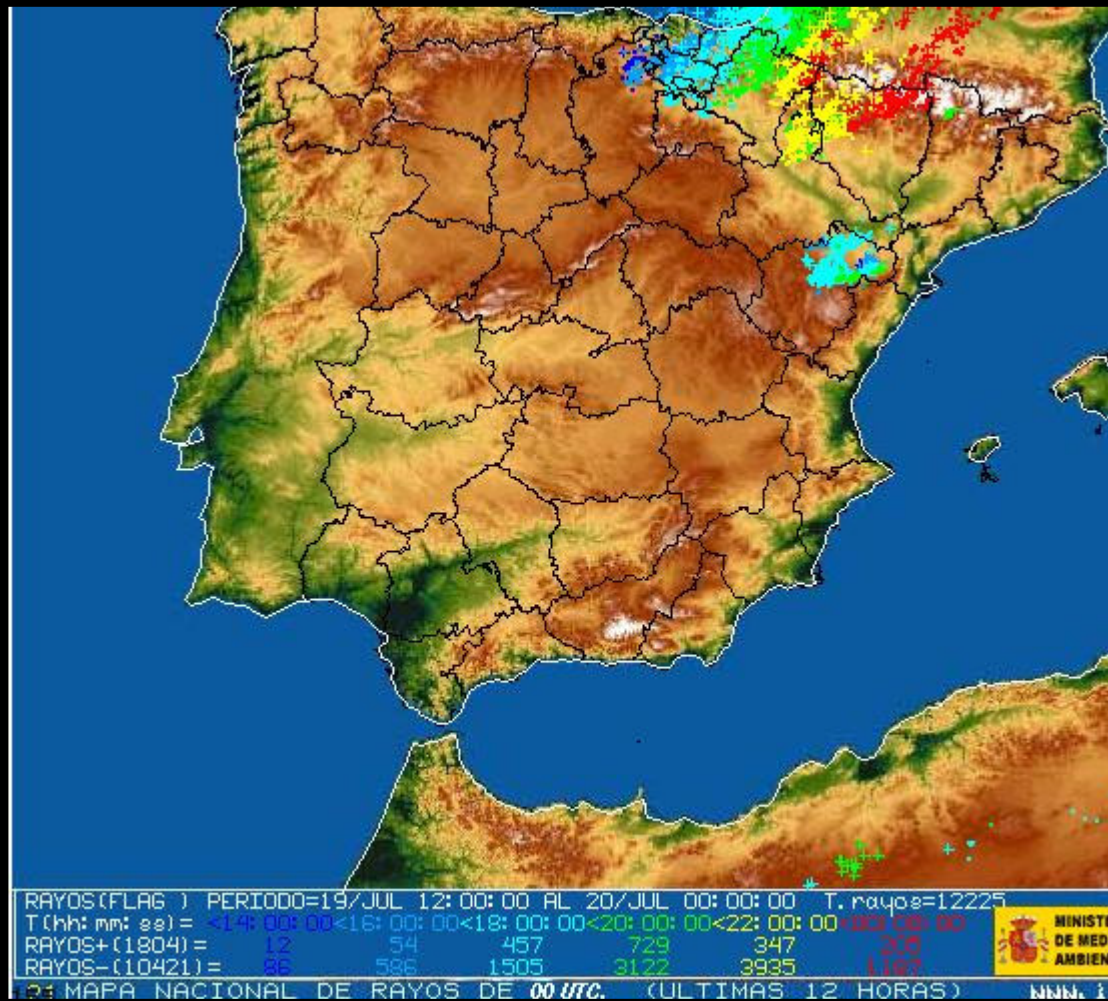 RAYOS(FLAG ) PERIODO=19/JUL 12:00:00 AL 20/JUL 00:00:00 T.rayos=12225
T(hh:mm:ss)= <14:00:00<16:00:00<18:00:00<20:00:00<22:00:00
RAYOS+(1804)= 12 54 457 729 347 205
RAYOS-(10421)= 86 586 1505 3122 3935 1187
MAPA NACIONAL DE RAYOS DE 00 UTC. (ULTIMAS 12 HORAS)
MINISTE
DE MED
AMBIEN